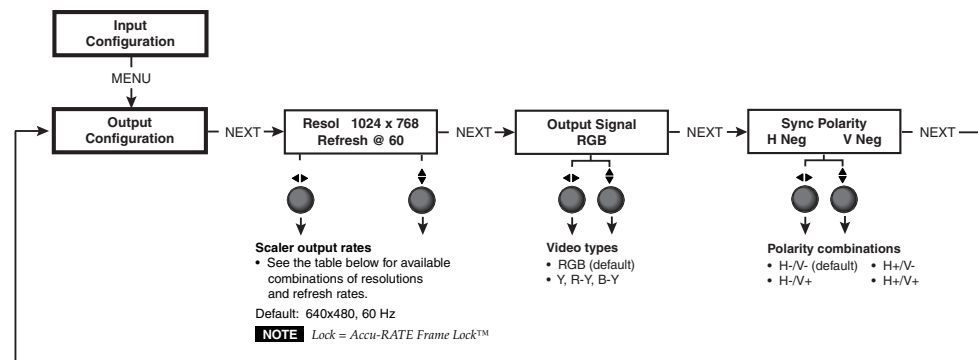 Input
Configuration
MENU
Output
Configuration
NEXT
Resol 1024 x 768
Refresh @ 60
NEXT
Output Signal
RGB
NEXT
Sync Polarity
H Neg V Neg
NEXT
Scaler output rates
• See the table below for available
combinations of resolutions
and refresh rates.
Default: 640x480, 60 Hz
NOTE Lock = Accu-RATE Frame Lock™
Video types
• RGB (default)
• Y, R-Y, B-Y
Polarity combinations
• H-/V- (default) • H+/V-
• H-/V+ • H+/V+